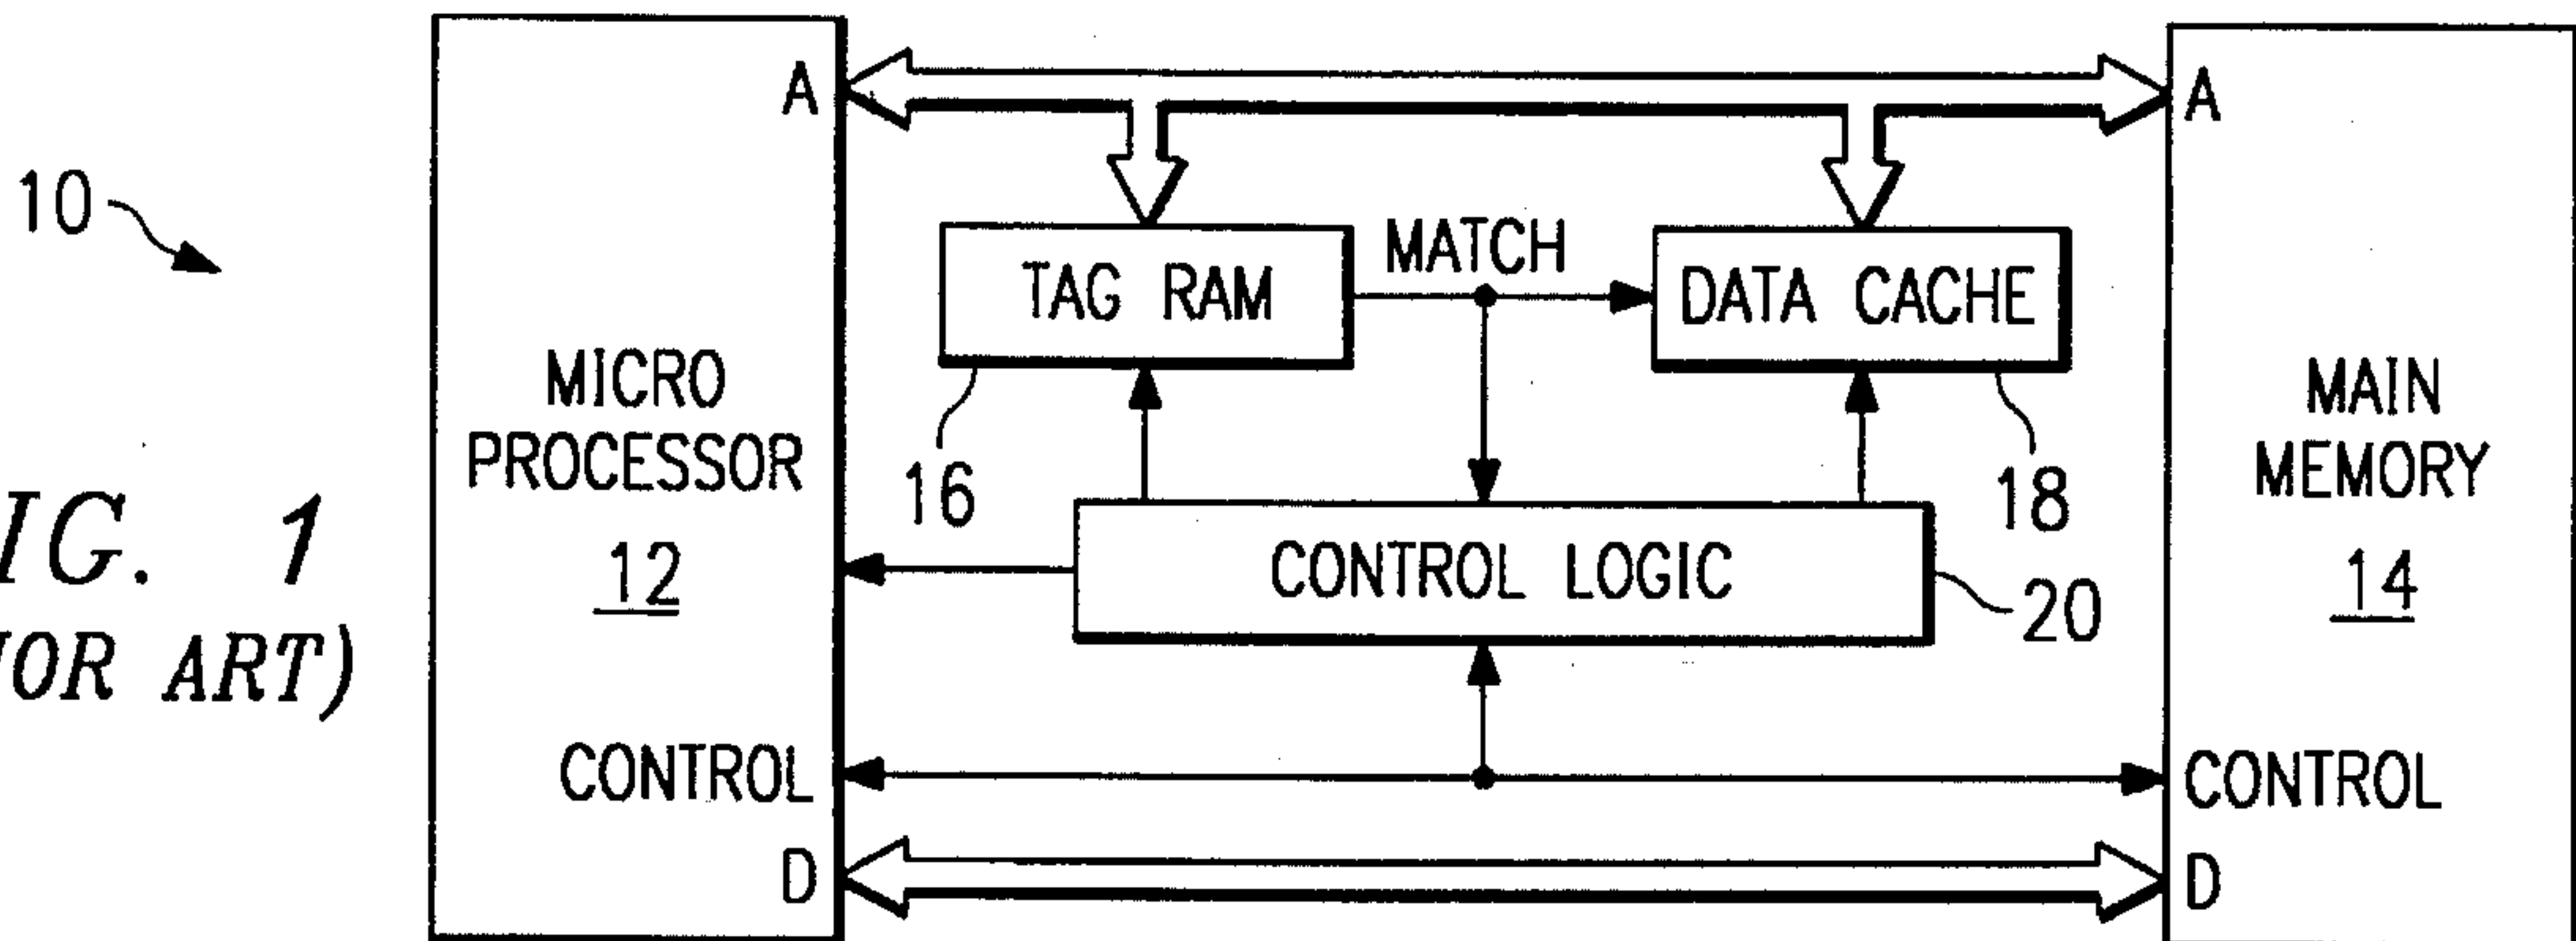 A
A
10
TAG RAM
MATCH
DATA CACHE
MICRO
PROCESSOR
12
16
18
MAIN
MEMORY
14
IG. 1
IOR ART)
CONTROL LOGIC
20
CONTROL
CONTROL
D
D